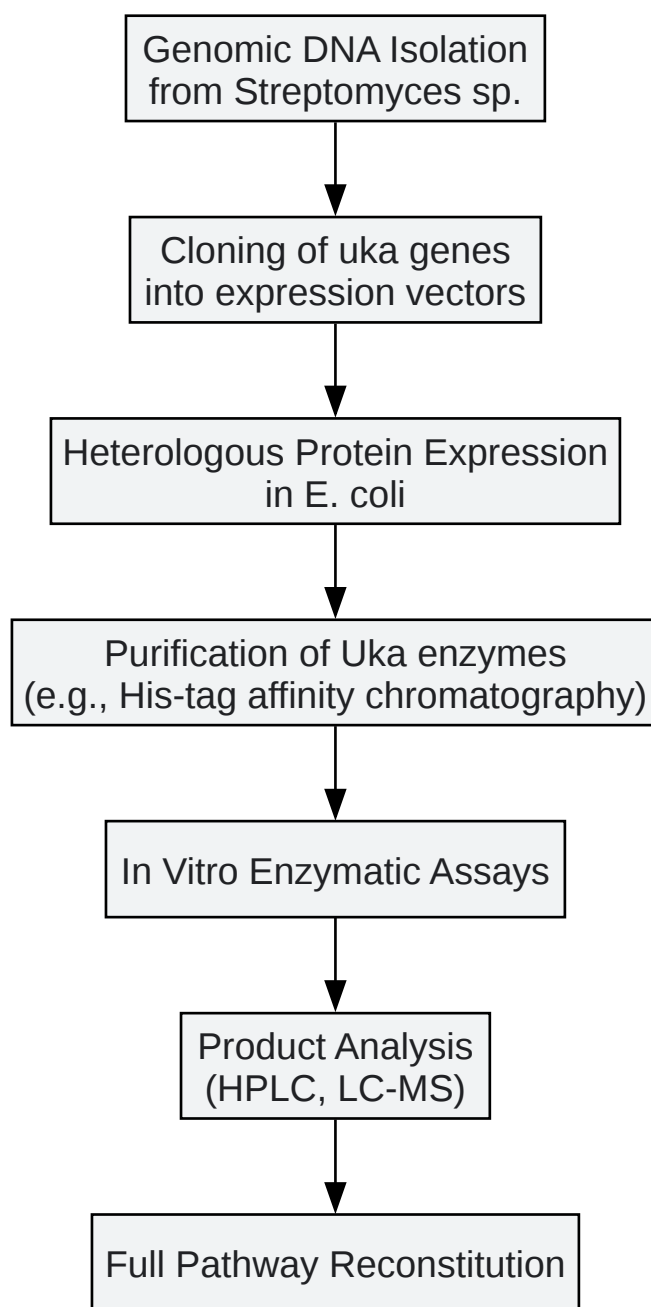 Genomic DNA Isolation
from Streptomyces sp.
Cloning of uka genes
into expression vectors
Heterologous Protein Expression
in E. coli
Purification of Uka enzymes
(e.g., His-tag affinity chromatography)
In Vitro Enzymatic Assays
Product Analysis
(HPLC, LC-MS)
Full Pathway Reconstitution